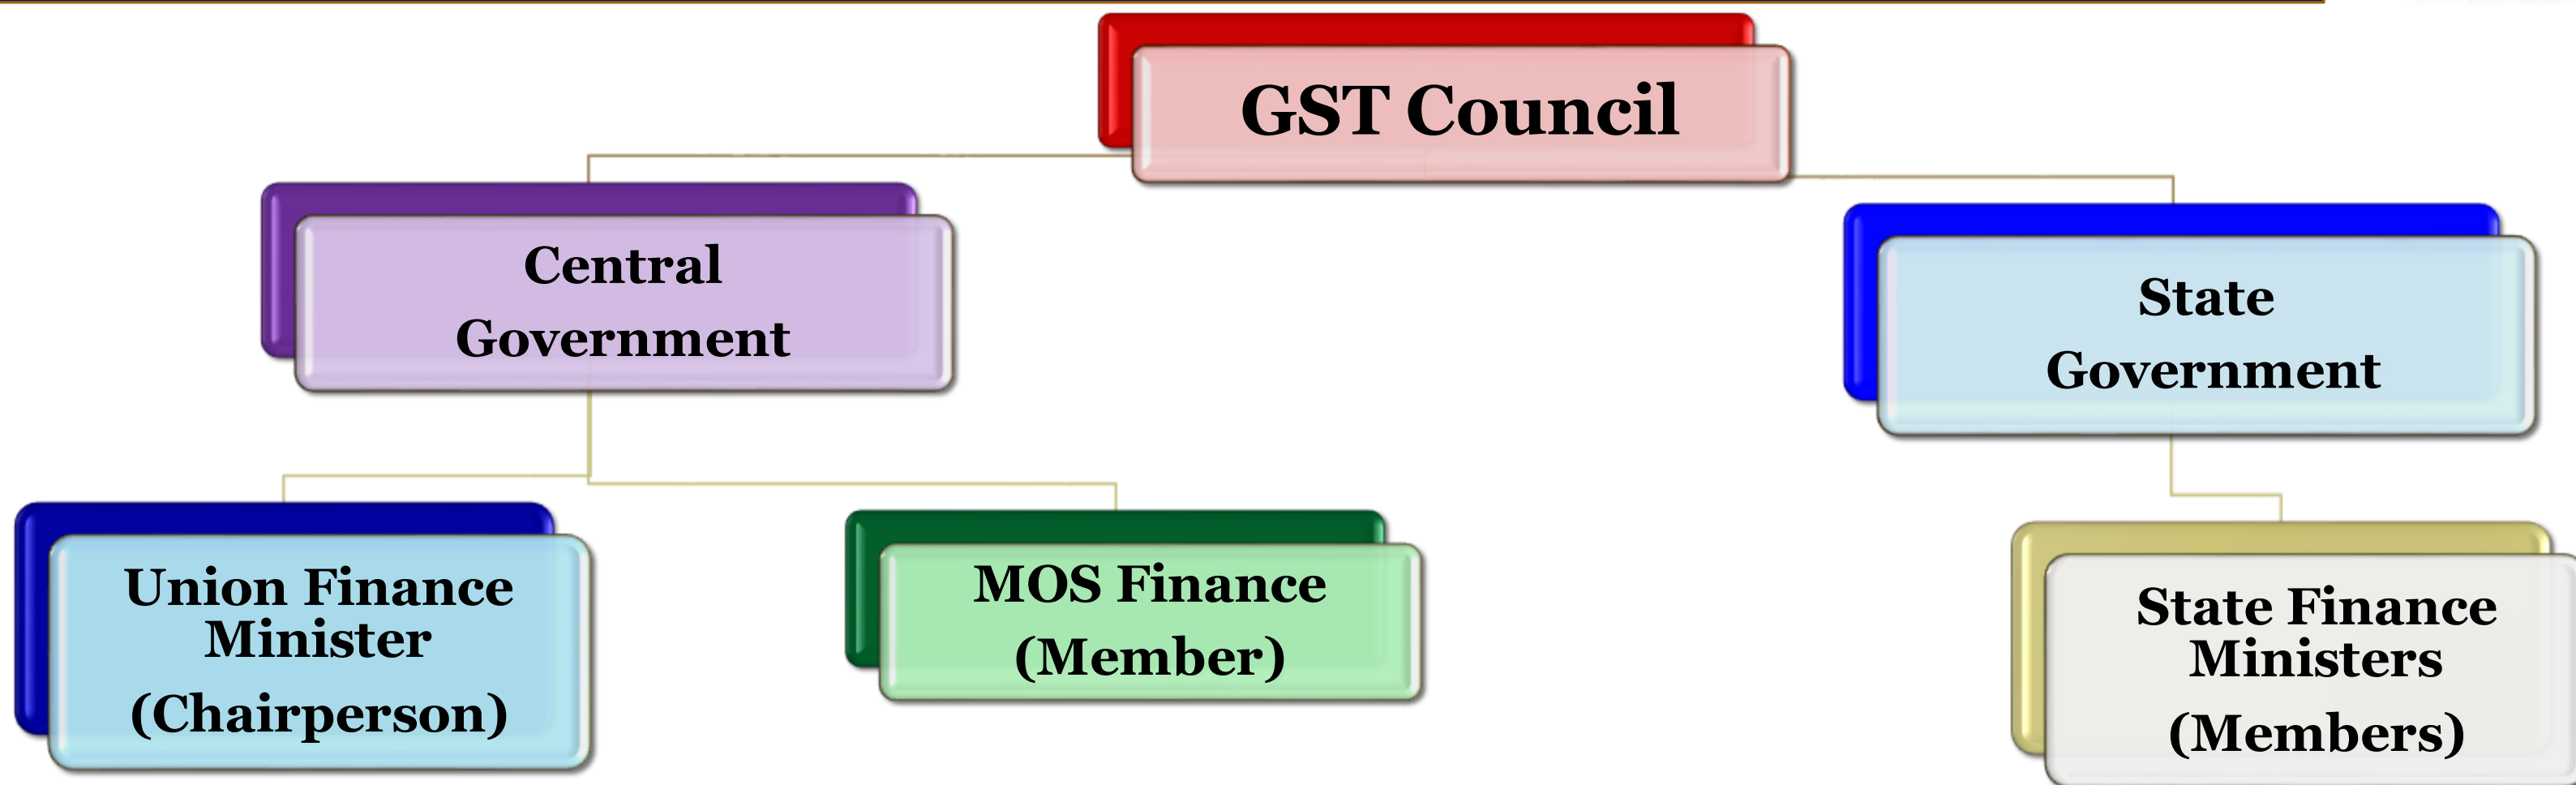 GST Council
Central
Government
State
Government
Union Finance
Minister
(Chairperson)
MOS Finance
(Member)
State Finance
Ministers
(Members)